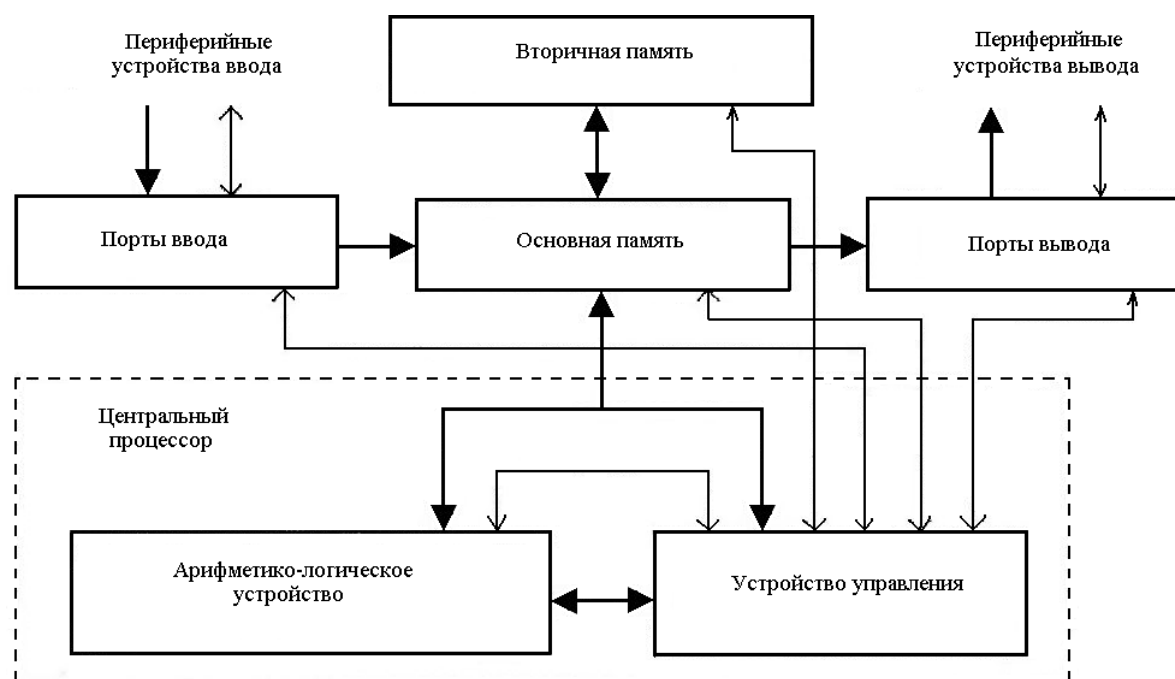 Периферийные
устройства ввода
Вторичная память
Периферийные
устройства вывода
Порты ввода
Основная память
Порты вывода
Центральный
процессор
Арифметико-логическое
устройство
Устройство управления